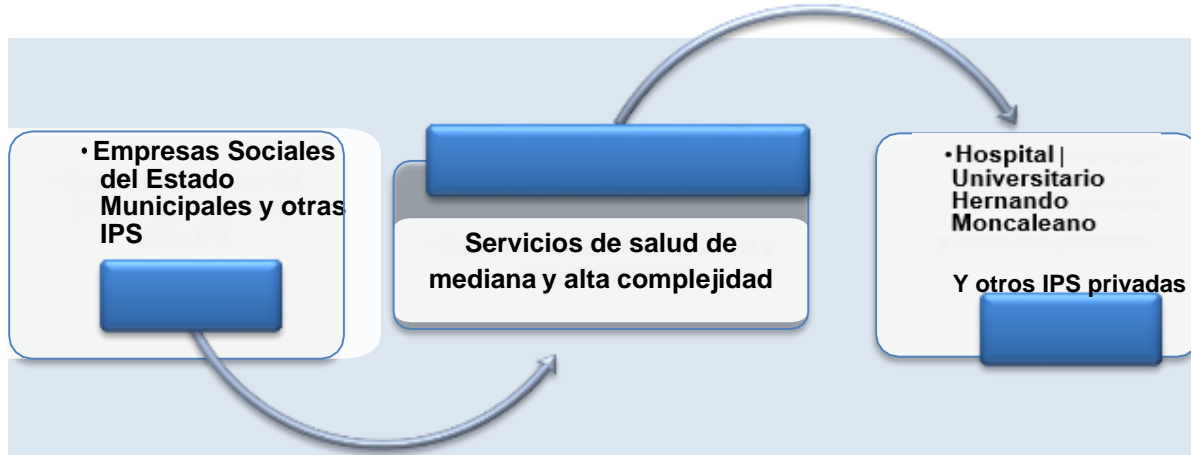 • Empresas Sociales
del Estado
Municipales y otras
IPS
Servicios de salud de
mediana y alta complejidad
• Hospital |
Universitario
Hernando
Moncaleano
Y otros IPS privadas